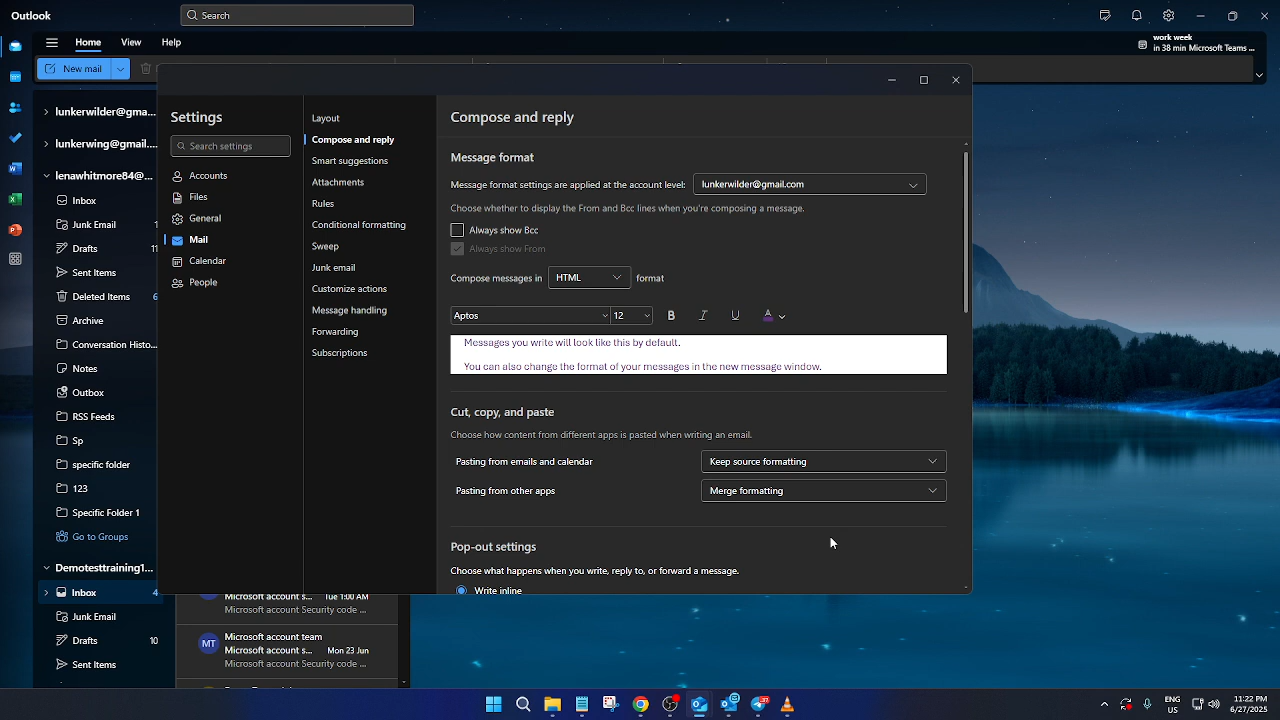 Outlook
Search
Home
View
Help
work week
in 38 min Microsoft Teams ...
New mail
lunkerwilder@gma...
lunkerwing@gmail....
lenawhitmore84@...
Inbox
Junk Email
Drafts
11
Sent Items
Deleted Items
6
Archive
Conversation Histo...
Notes
Outbox
RSS Feeds
Sp
specific folder
123
Specific Folder 1
Go to Groups
Demotesttraining1...
Inbox
4
Junk Email
Drafts
10
Sent Items
Settings
Search settings
Accounts
Files
General
Mail
Calendar
People
Layout
Compose and reply
Smart suggestions
Attachments
Rules
Conditional formatting
Sweep
Junk email
Customize actions
Message handling
Forwarding
Subscriptions
Compose and reply
Message format
Message format settings are applied at the account level:
lunkerwilder@gmail.com
Choose whether to display the From and Bcc lines when you're composing a message.
Always show Bcc
Always show From
Compose messages in HTML format
Aptos
12
B I U A
Messages you write will look like this by default.
You can also change the format of your messages in the new message window.
Cut, copy, and paste
Choose how content from different apps is pasted when writing an email.
Pasting from emails and calendar
Keep source formatting
Pasting from other apps
Merge formatting
Pop-out settings
Choose what happens when you write, reply to, or forward a message.
Write inline
Microsoft account s... Tue 1:00 AM
Microsoft account Security code ...
MT
Microsoft account team
Microsoft account s... Mon 23 Jun
Microsoft account Security code ...
ENG
US
11:22 PM
6/27/2025